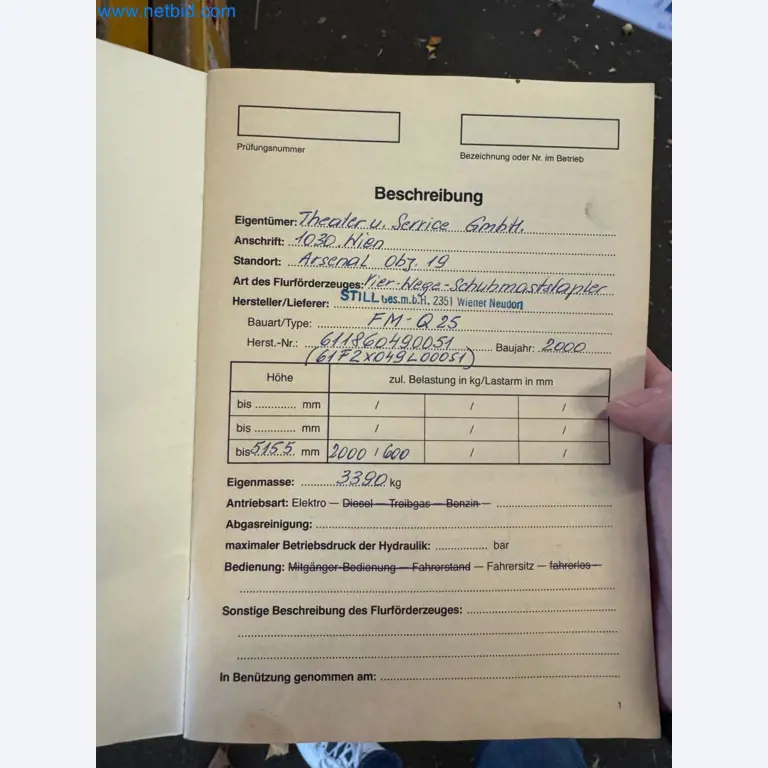 www.netbid.com
Prüfungsnummer
Bezeichnung oder Nr. im Betrieb
Beschreibung
Eigentümer: Theater u. Service GmbH.
Anschrift: 1030 Wien
Standort: Arsenal Obj. 19
Art des Flurförderzeuges: Vier-Wege-Schubmaststapler
Hersteller/Lieferer: STILL Ges.m.b.H. 2351 Wiener Neudorf
Bauart/Type: FM-Q 25
Herst.-Nr.: 611860490051 Baujahr: 2000
(61F2X049L00051)
Höhe zul. Belastung in kg/Lastarm in mm
bis ............. mm / / /
bis ............. mm / / /
bis 5155 mm 2000 / 600 / /
Eigenmasse: 3390 kg
Antriebsart: Elektro — Diesel — Treibgas — Benzin —
Abgasreinigung:
maximaler Betriebsdruck der Hydraulik: ............... bar
Bedienung: Mitgänger-Bedienung — Fahrerstand — Fahrersitz — fahrerlos —
Sonstige Beschreibung des Flurförderzeuges:
In Benützung genommen am:
1